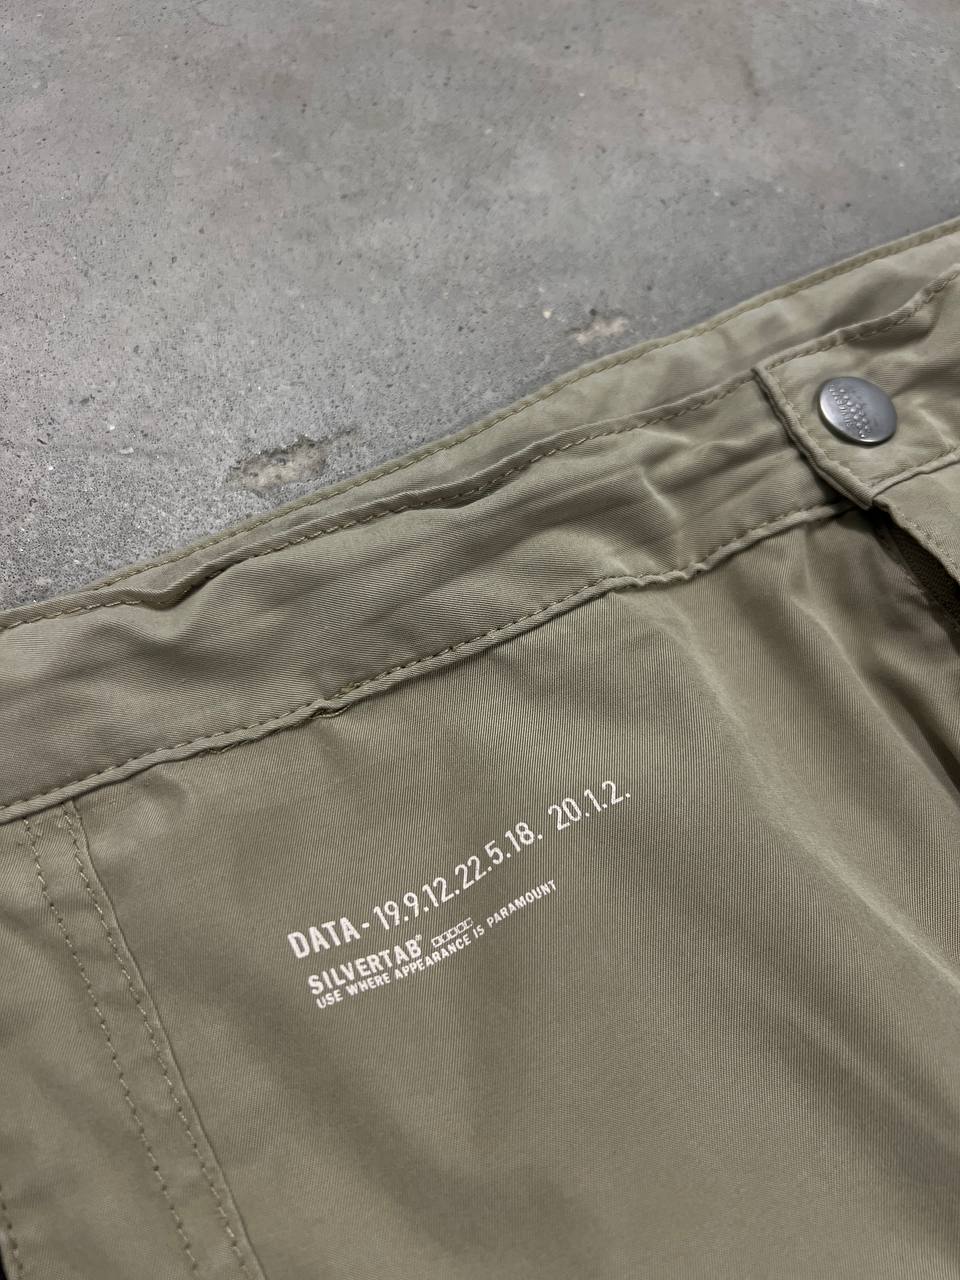 DATA - 19.9.12.22.5.18. 20.1.2.
SILVERTAB®
USE WHERE APPEARANCE IS PARAMOUNT